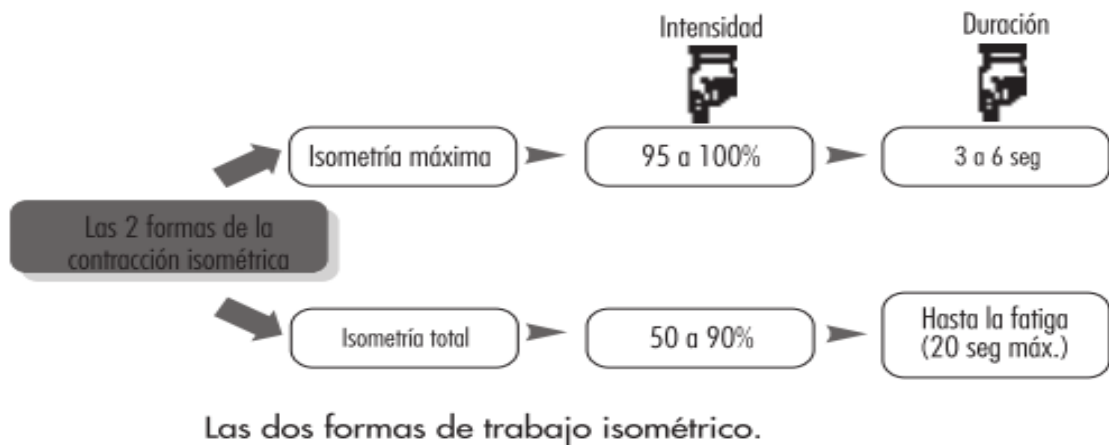 Intensidad
Duración
Isometría máxima
95 a 100%
3 a 6 seg
Las 2 formas de la
contracción isométrica
Isometría total
50 a 90%
Hasta la fatiga
(20 seg máx.)
Las dos formas de trabajo isométrico.